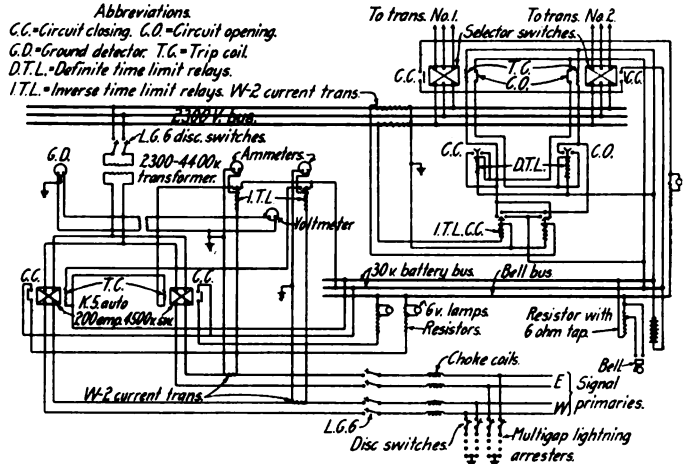 Abbreviations.
C.C.=Circuit closing. C.O.=Circuit opening.
G.D.=Ground detector. T.C.=Trip coil.
D.T.L.=Definite time limit relays.
I.T.L.=Inverse time limit relays. W-2 current trans.
To trans. No.1. To trans. No.2.
Selector switches.
C.C. T.C. C.C.
C.O.
2300 V. bus.
L.G.6 disc. switches.
G.D. 2300-4400v. Ammeters.
transformer.
C.C. D.T.L. C.O.
I.T.L.
Voltmeter
I.T.L. C.C.
C.C. T.C. C.C.
30 v. battery bus. Bell bus
K.S. auto
200 amp. 4500v. sw.
6 v. lamps.
Resistors.
Resistor with
6 ohm tap.
Bell
Choke coils.
W-2 current trans.
E Signal
W primaries.
L.G.6
Disc switches. Multigap lightning
arresters.